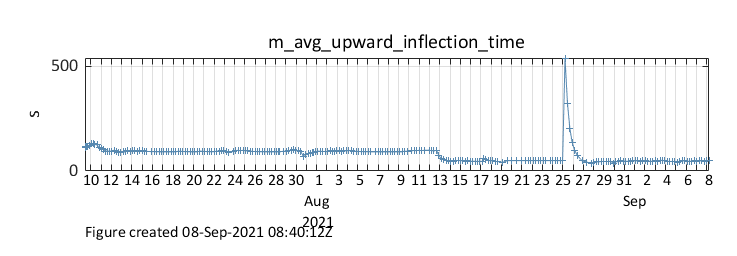 m_avg_upward_inflection_time
500
s
0
10 12 14 16 18 20 22 24 26 28 30 1 3 5 7 9 11 13 15 17 19 21 23 25 27 29 31 2 4 6 8
Aug Sep
2021
Figure created 08-Sep-2021 08:40:12Z